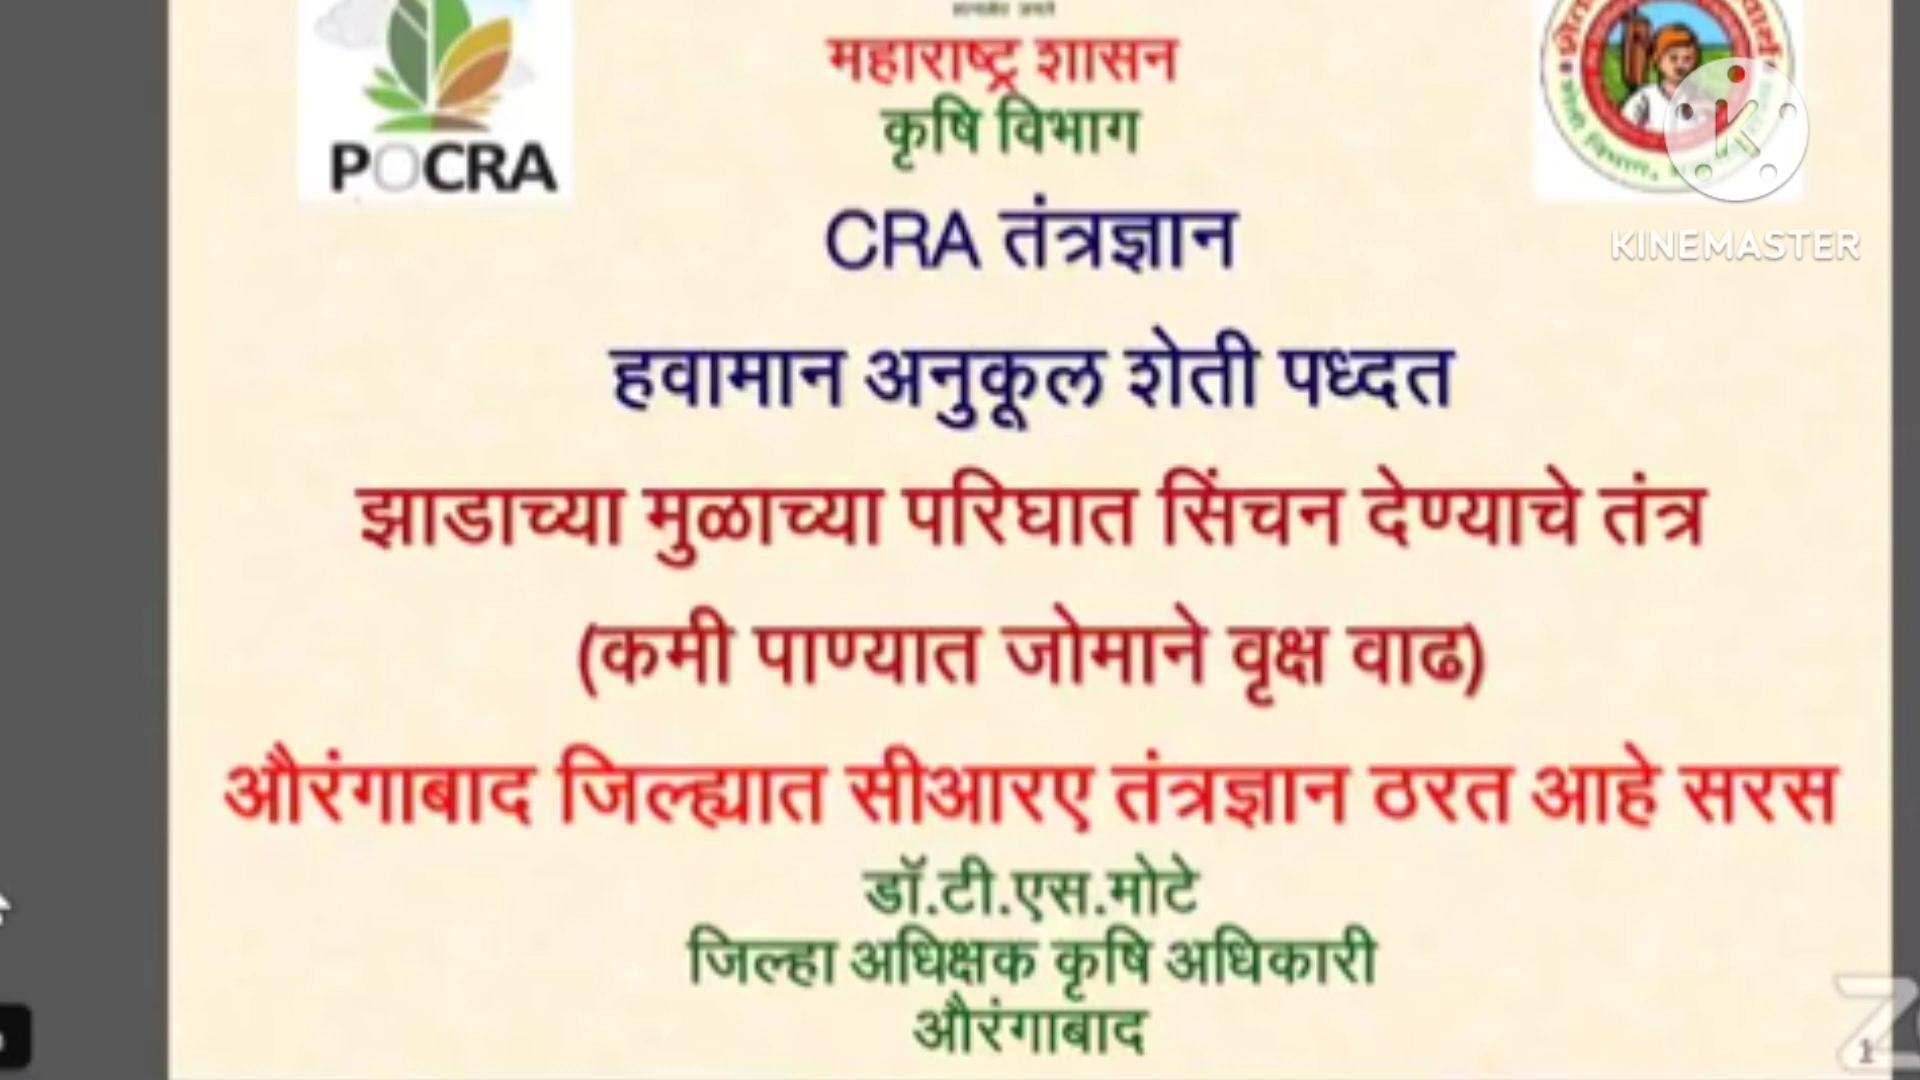 महाराष्ट्र शासन
कृषि विभाग
POCRA
CRA तंत्रज्ञान
KINEMASTER
हवामान अनुकूल शेती पध्दत
झाडाच्या मुळाच्या परिघात सिंचन देण्याचे तंत्र
(कमी पाण्यात जोमाने वृक्ष वाढ)
औरंगाबाद जिल्ह्यात सीआरए तंत्रज्ञान ठरत आहे सरस
डॉ.टी.एस.मोटे
जिल्हा अधिक्षक कृषि अधिकारी
औरंगाबाद
1